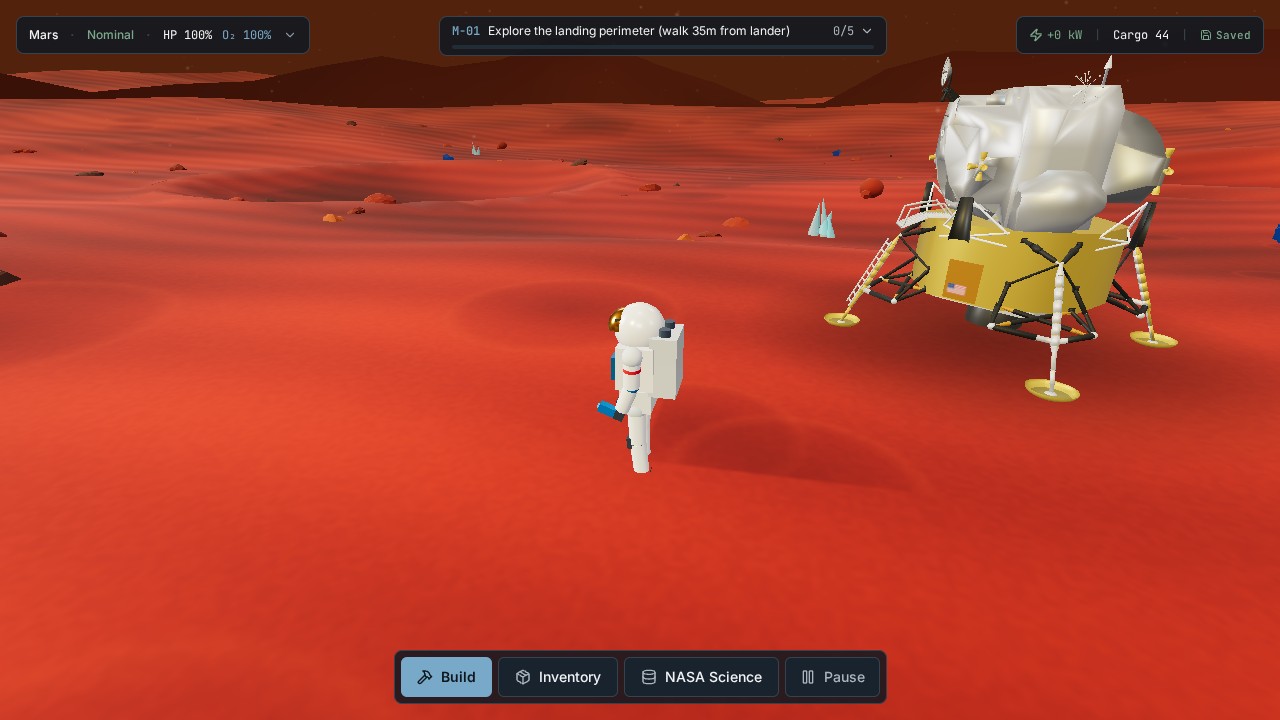 Mars · Nominal · HP 100% O₂ 100%
M-01 Explore the landing perimeter (walk 35m from lander) 0/5
+0 kW | Cargo 44 | Saved
Build
Inventory
NASA Science
Pause